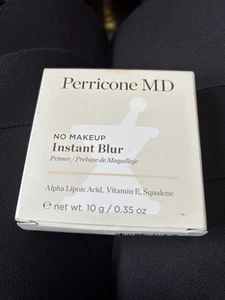 Perricone MD
NO MAKEUP
Instant Blur
Primer / Prebase de Maquillaje
Alpha Lipoic Acid, Vitamin E, Squalene
℮ net wt. 10 g / 0.35 oz